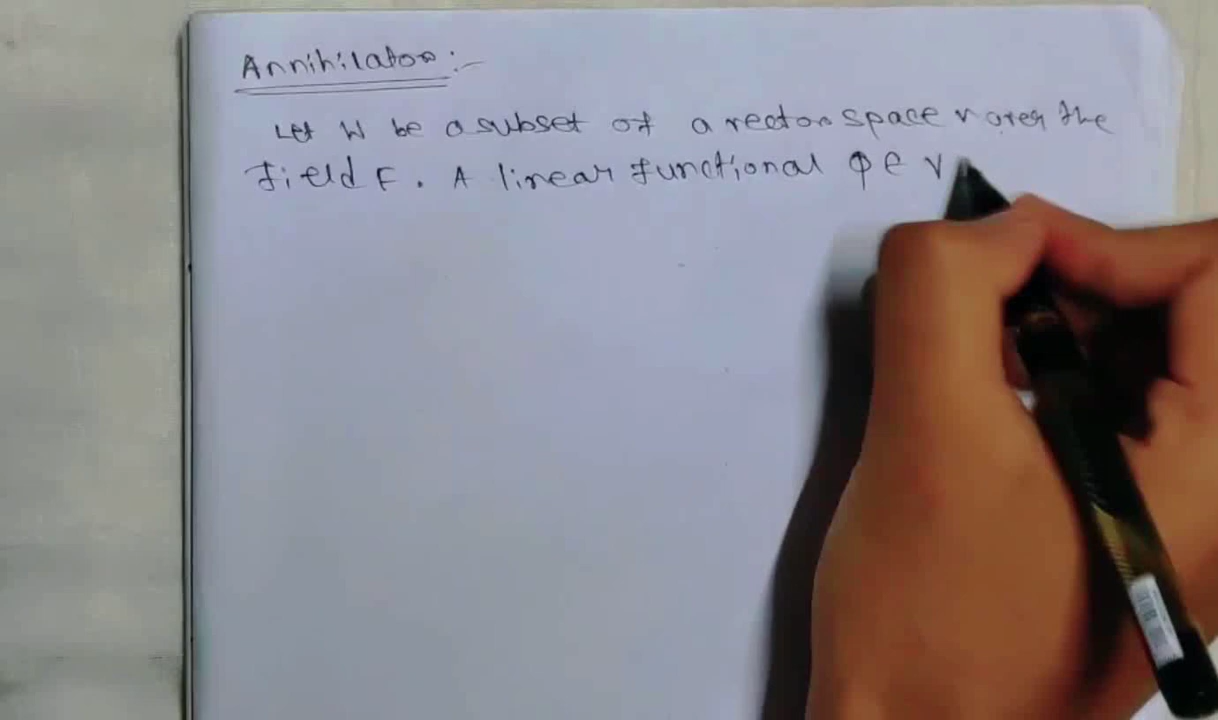 Annihilator :-
Let W be a subset of a vector space V over the
field F. A linear functional φ ∈ V